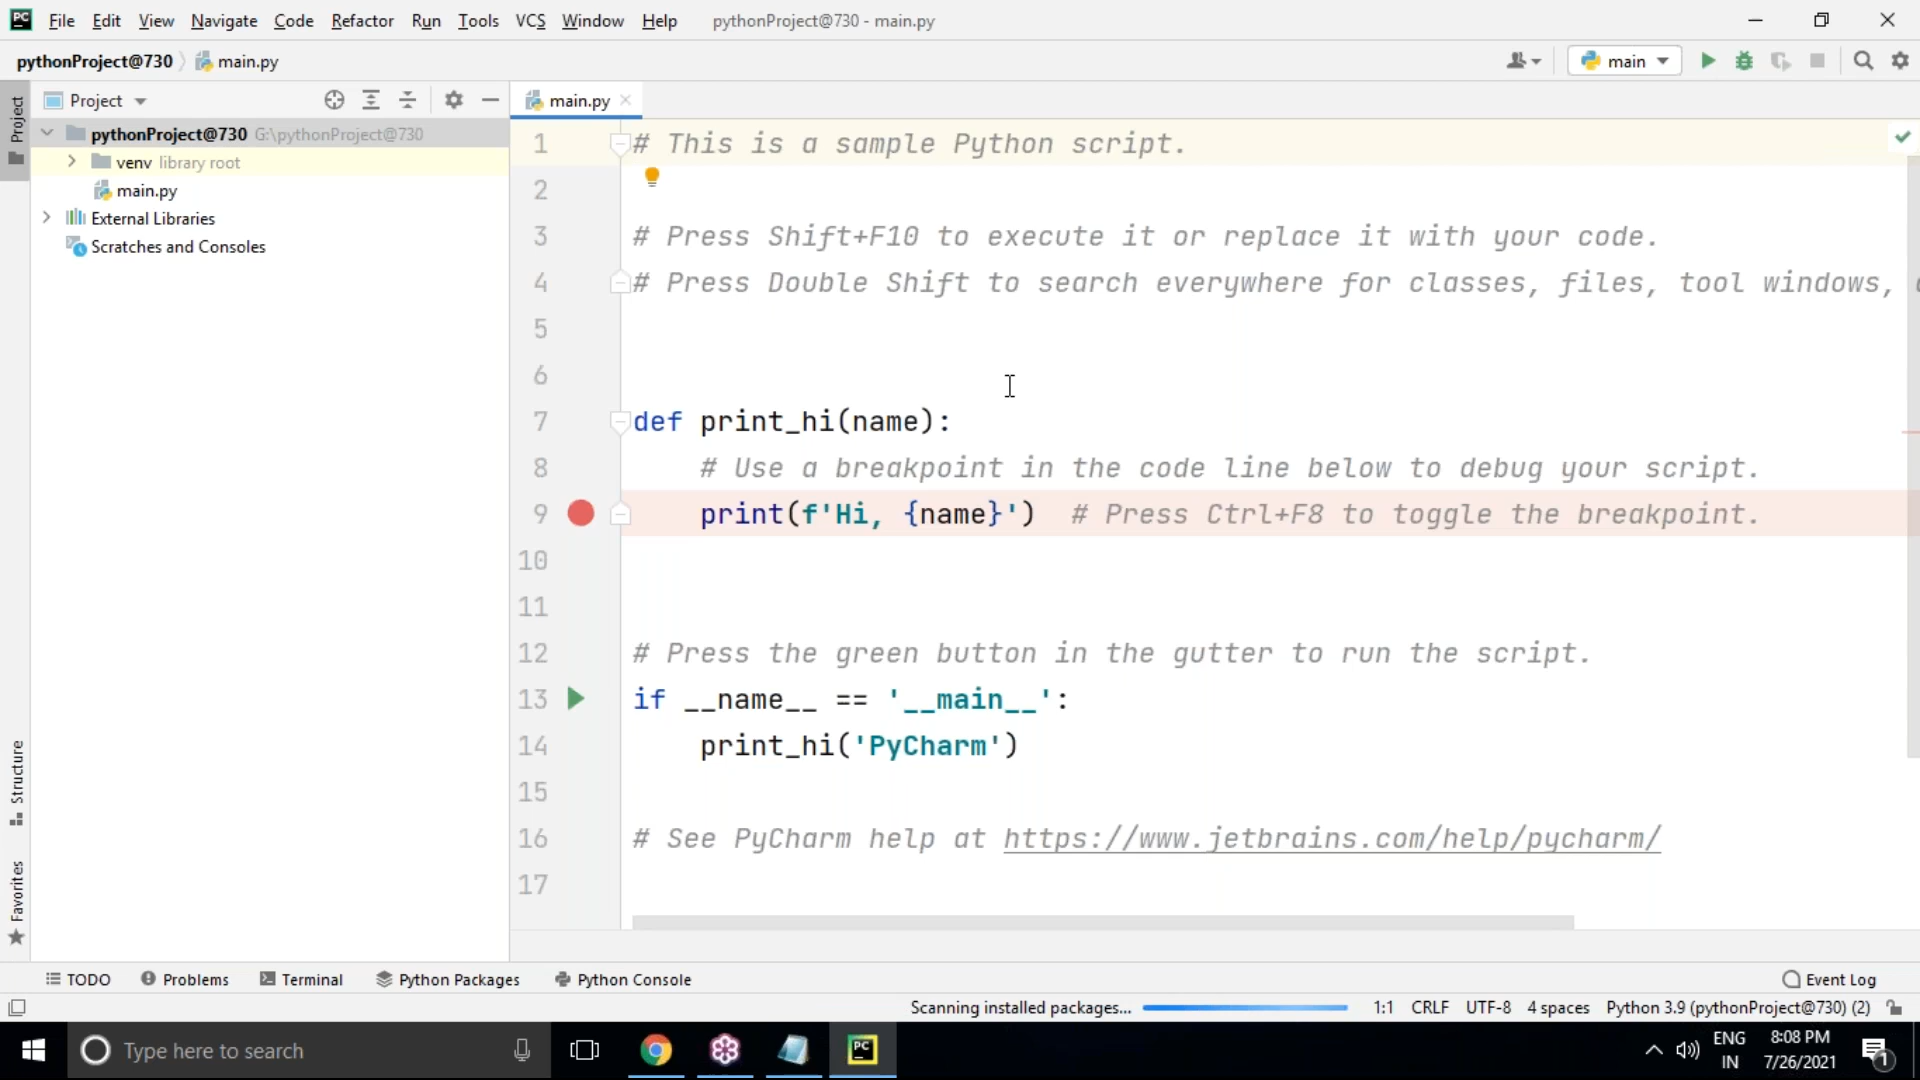 PC File Edit View Navigate Code Refactor Run Tools VCS Window Help pythonProject@730 - main.py
pythonProject@730 main.py main
Project Project main.py
pythonProject@730 G:\pythonProject@730
venv library root
main.py
External Libraries
Scratches and Consoles
1 # This is a sample Python script.
2
3 # Press Shift+F10 to execute it or replace it with your code.
4 # Press Double Shift to search everywhere for classes, files, tool windows,
5
6
7 def print_hi(name):
8 # Use a breakpoint in the code line below to debug your script.
9 print(f'Hi, {name}') # Press Ctrl+F8 to toggle the breakpoint.
10
11
12 # Press the green button in the gutter to run the script.
13 if __name__ == '__main__':
14 print_hi('PyCharm')
15
16 # See PyCharm help at https://www.jetbrains.com/help/pycharm/
17
Structure
Favorites
TODO Problems Terminal Python Packages Python Console Event Log
Scanning installed packages... 1:1 CRLF UTF-8 4 spaces Python 3.9 (pythonProject@730) (2)
Type here to search PC ENG 8:08 PM
IN 7/26/2021 1